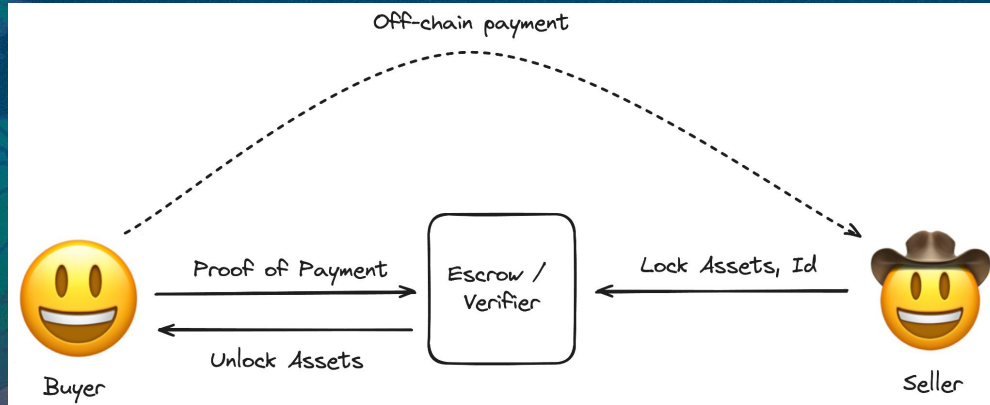 Off-chain payment
Proof of Payment
Escrow /
Verifier
Lock Assets, Id
Unlock Assets
Buyer
Seller